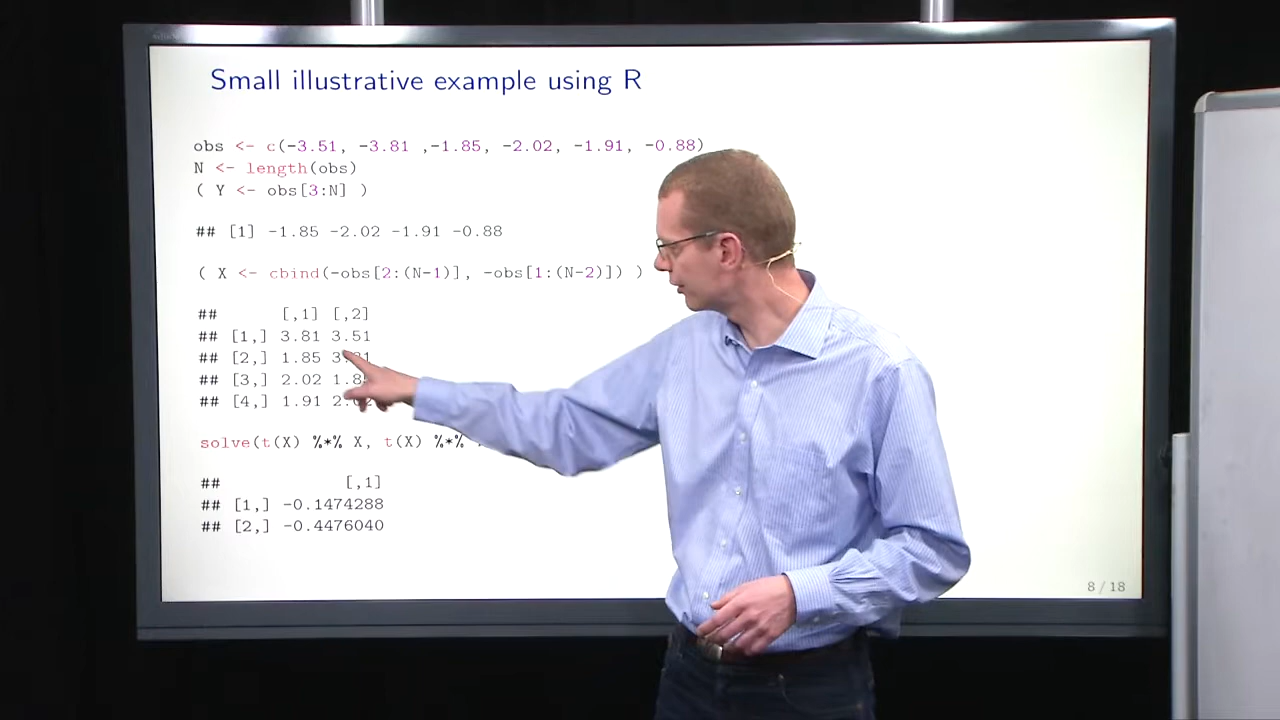 Small illustrative example using R
obs <- c(-3.51, -3.81 ,-1.85, -2.02, -1.91, -0.88)
N <- length(obs)
( Y <- obs[3:N] )
## [1] -1.85 -2.02 -1.91 -0.88
( X <- cbind(-obs[2:(N-1)], -obs[1:(N-2)]) )
## [,1] [,2]
## [1,] 3.81 3.51
## [2,] 1.85
## [3,] 2.02
## [4,] 1.91
solve(t(X) %*% X, t(X) %*%
## [,1]
## [1,] -0.1474288
## [2,] -0.4476040
8 / 18